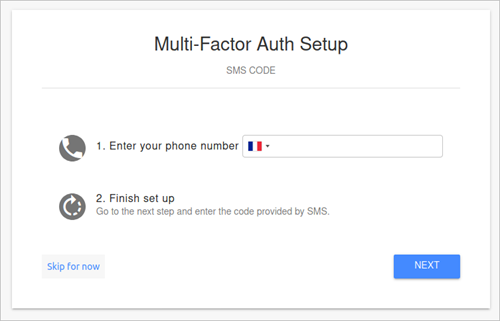 Multi-Factor Auth Setup
SMS CODE
1. Enter your phone number
2. Finish set up
Go to the next step and enter the code provided by SMS.
Skip for now
NEXT